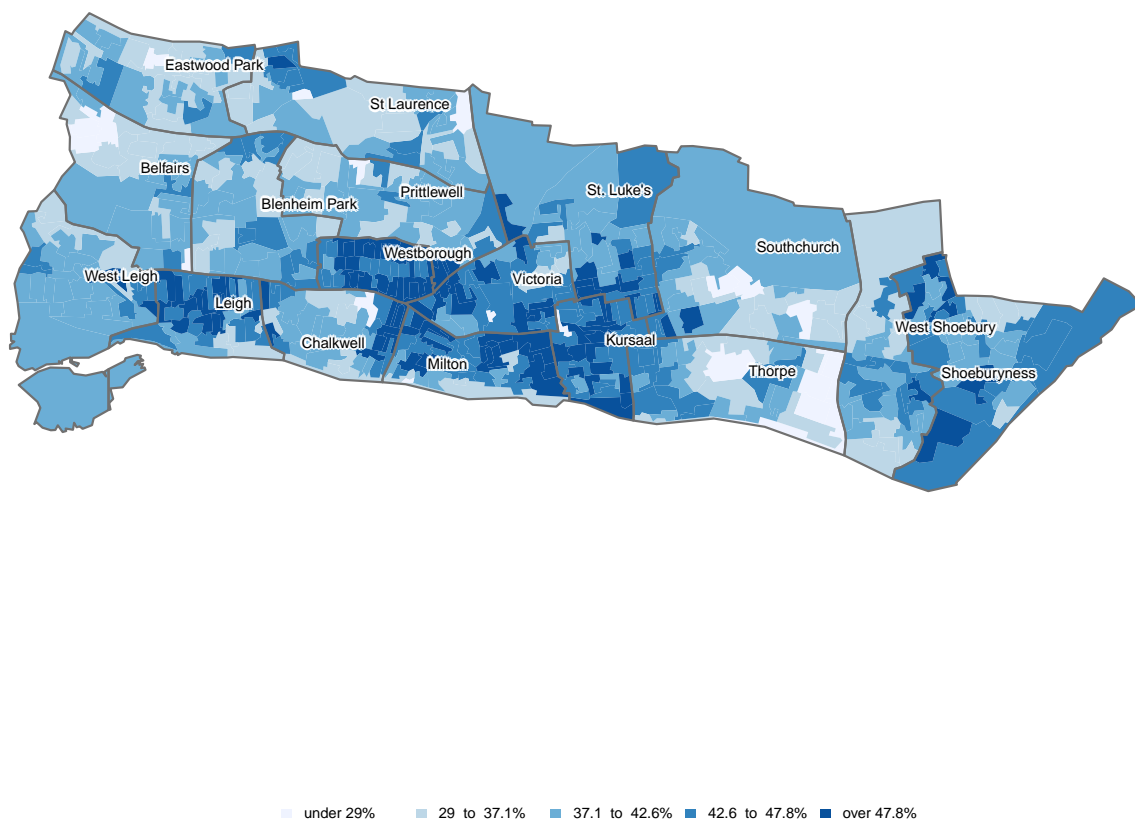 Eastwood Park
St Laurence
Belfairs
Blenheim Park
Prittlewell
St. Luke's
Southchurch
Westborough
West Leigh
Victoria
Leigh
West Shoebury
Chalkwell
Kursaal
Milton
Thorpe
Shoeburyness
under 29% 29 to 37.1% 37.1 to 42.6% 42.6 to 47.8% over 47.8%